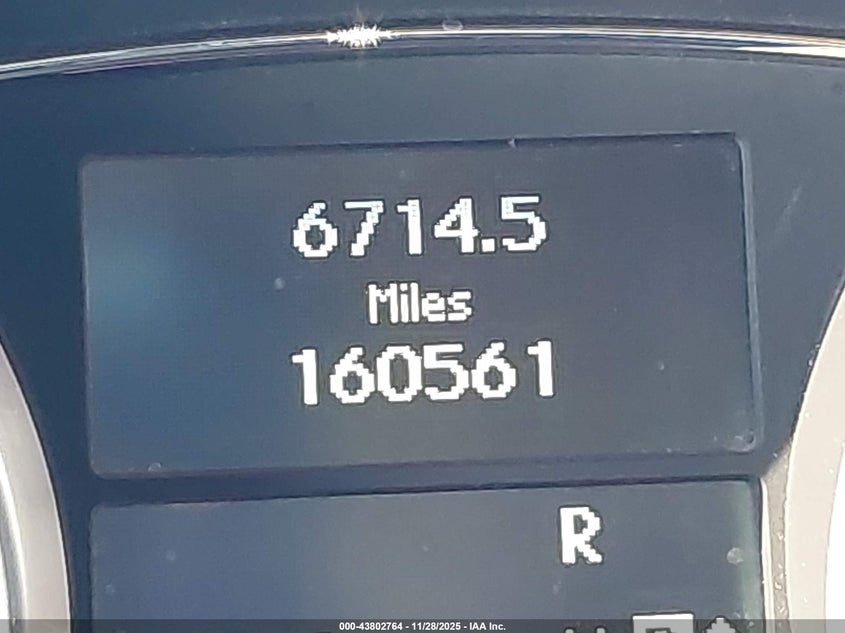 6714.5
Miles
160561
R
000-43802764 - 11/28/2025 - IAA Inc.